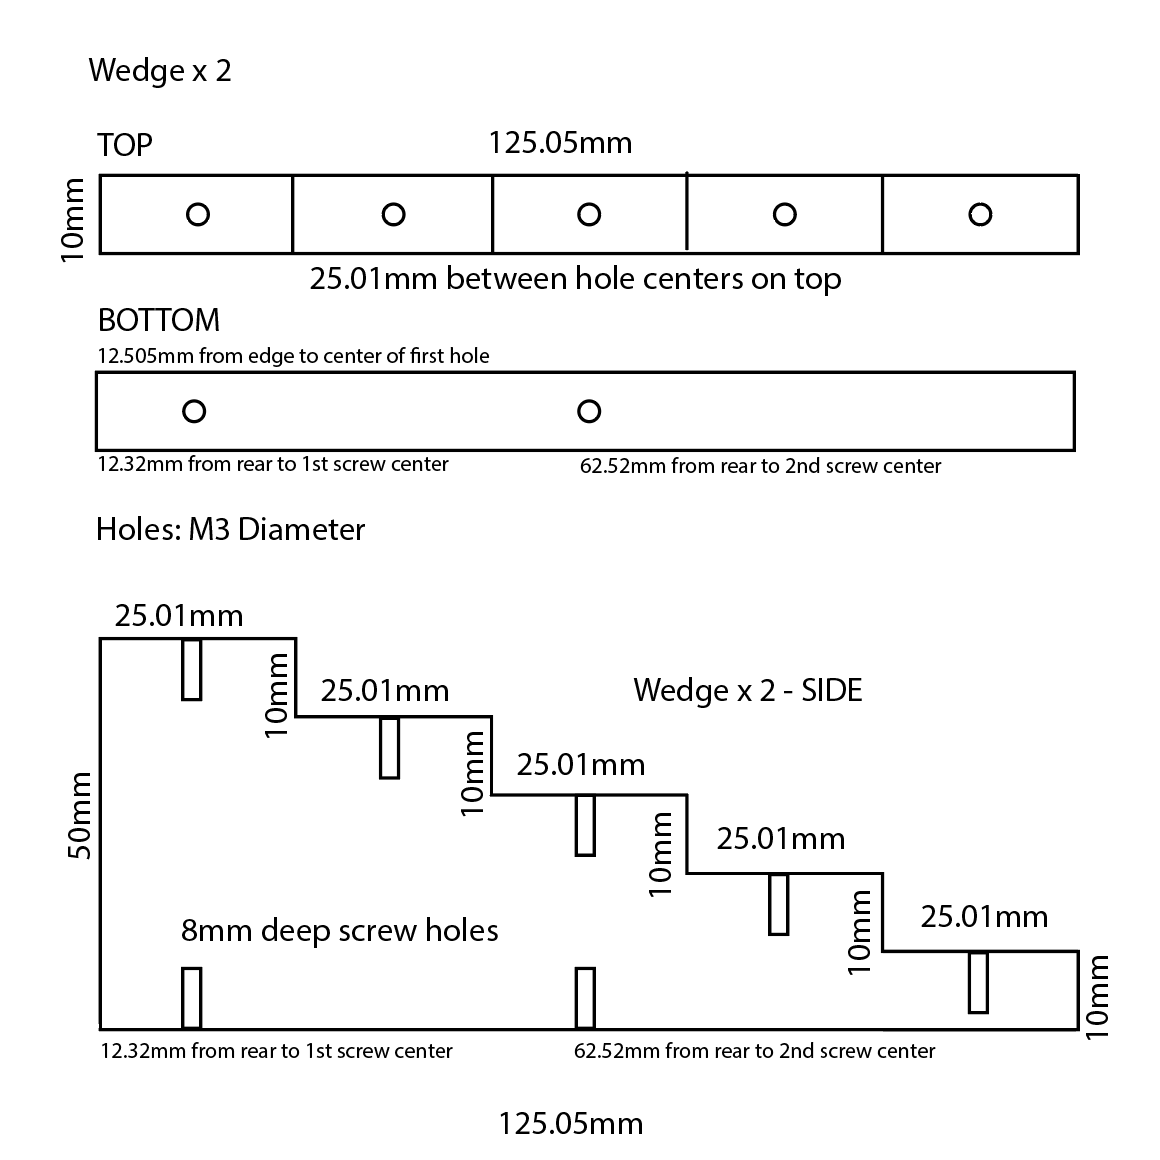 Wedge x 2
TOP
125.05mm
10mm
25.01mm between hole centers on top
BOTTOM
12.505mm from edge to center of first hole
12.32mm from rear to 1st screw center
62.52mm from rear to 2nd screw center
Holes: M3 Diameter
25.01mm
10mm
25.01mm
Wedge x 2 - SIDE
10mm
25.01mm
10mm
25.01mm
50mm
10mm
25.01mm
8mm deep screw holes
10mm
12.32mm from rear to 1st screw center
62.52mm from rear to 2nd screw center
125.05mm